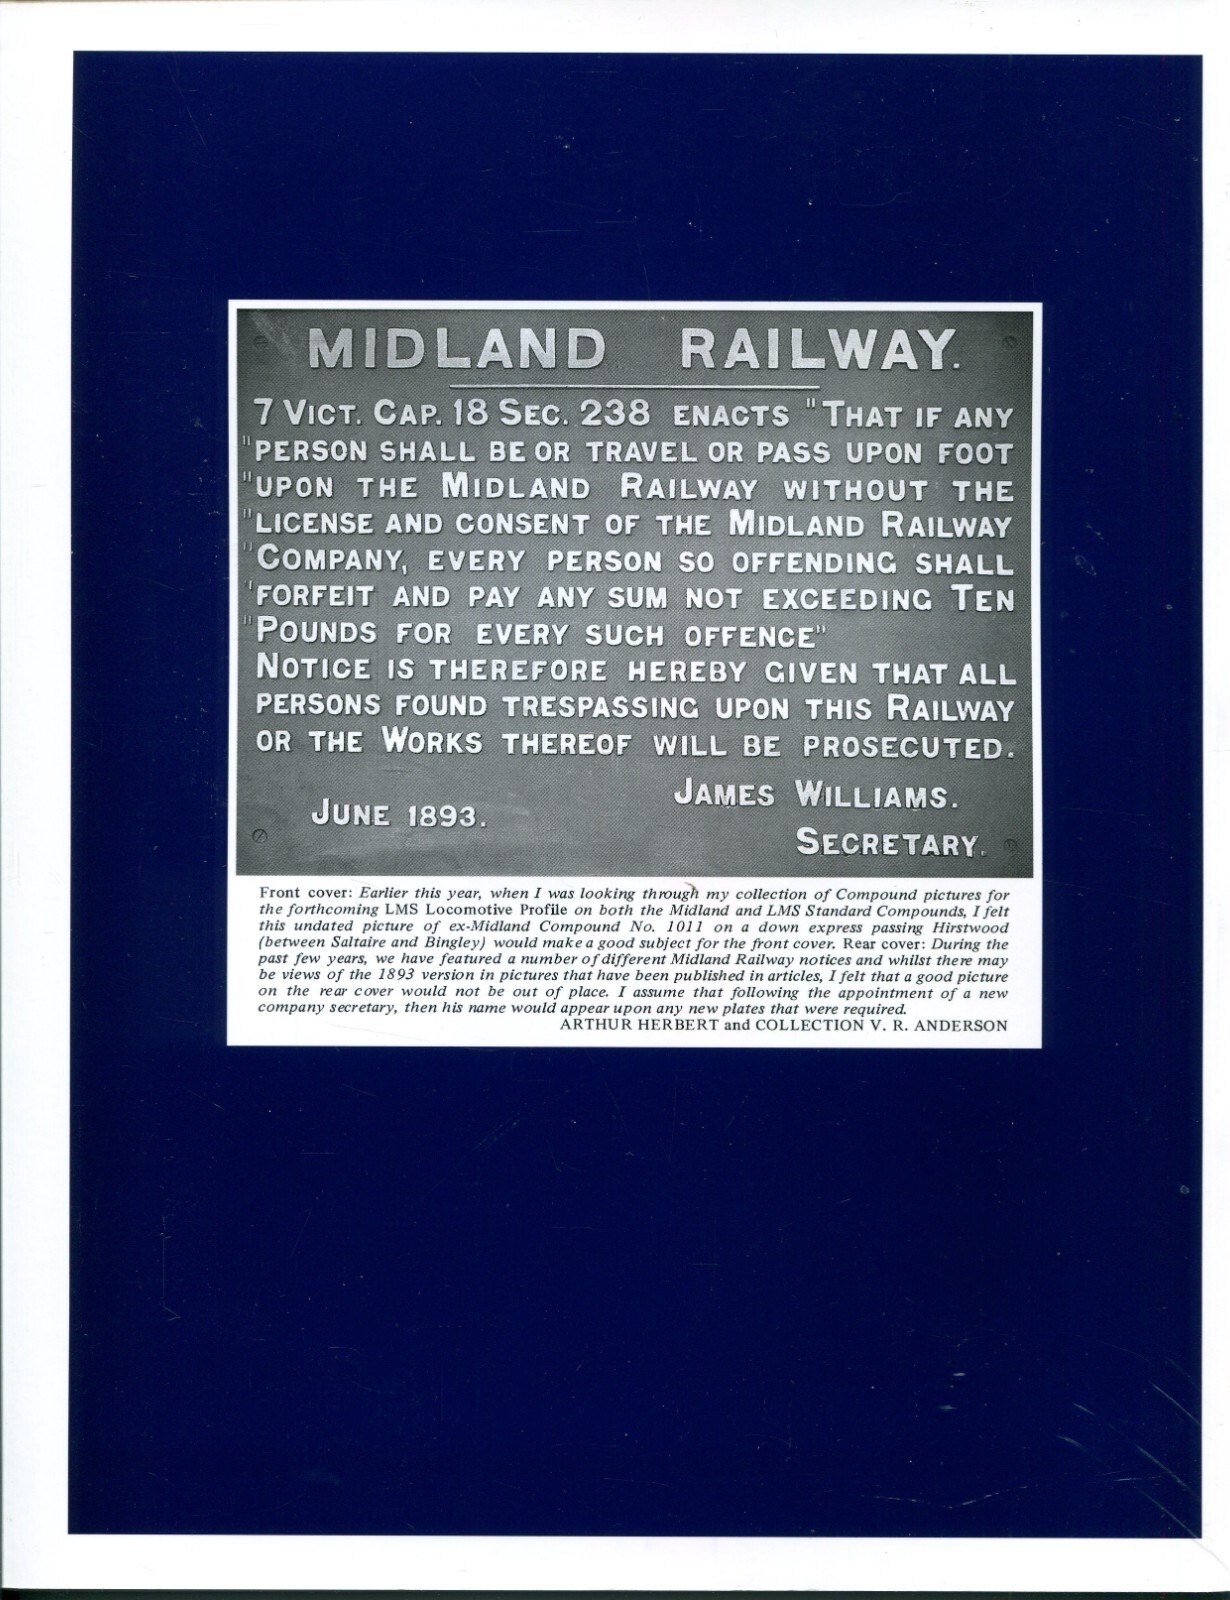 MIDLAND RAILWAY.
7 VICT. CAP. 18 SEC. 238 ENACTS "THAT IF ANY
"PERSON SHALL BE OR TRAVEL OR PASS UPON FOOT
"UPON THE MIDLAND RAILWAY WITHOUT THE
"LICENSE AND CONSENT OF THE MIDLAND RAILWAY
"COMPANY, EVERY PERSON SO OFFENDING SHALL
"FORFEIT AND PAY ANY SUM NOT EXCEEDING TEN
"POUNDS FOR EVERY SUCH OFFENCE"
NOTICE IS THEREFORE HEREBY GIVEN THAT ALL
PERSONS FOUND TRESPASSING UPON THIS RAILWAY
OR THE WORKS THEREOF WILL BE PROSECUTED.
JAMES WILLIAMS.
JUNE 1893.
SECRETARY.
Front cover: Earlier this year, when I was looking through my collection of Compound pictures for
the forthcoming LMS Locomotive Profile on both the Midland and LMS Standard Compounds, I felt
this undated picture of ex-Midland Compound No. 1011 on a down express passing Hirstwood
(between Saltaire and Bingley) would make a good subject for the front cover. Rear cover: During the
past few years, we have featured a number of different Midland Railway notices and whilst there may
be views of the 1893 version in pictures that have been published in articles, I felt that a good picture
on the rear cover would not be out of place. I assume that following the appointment of a new
company secretary, then his name would appear upon any new plates that were required.
ARTHUR HERBERT and COLLECTION V. R. ANDERSON